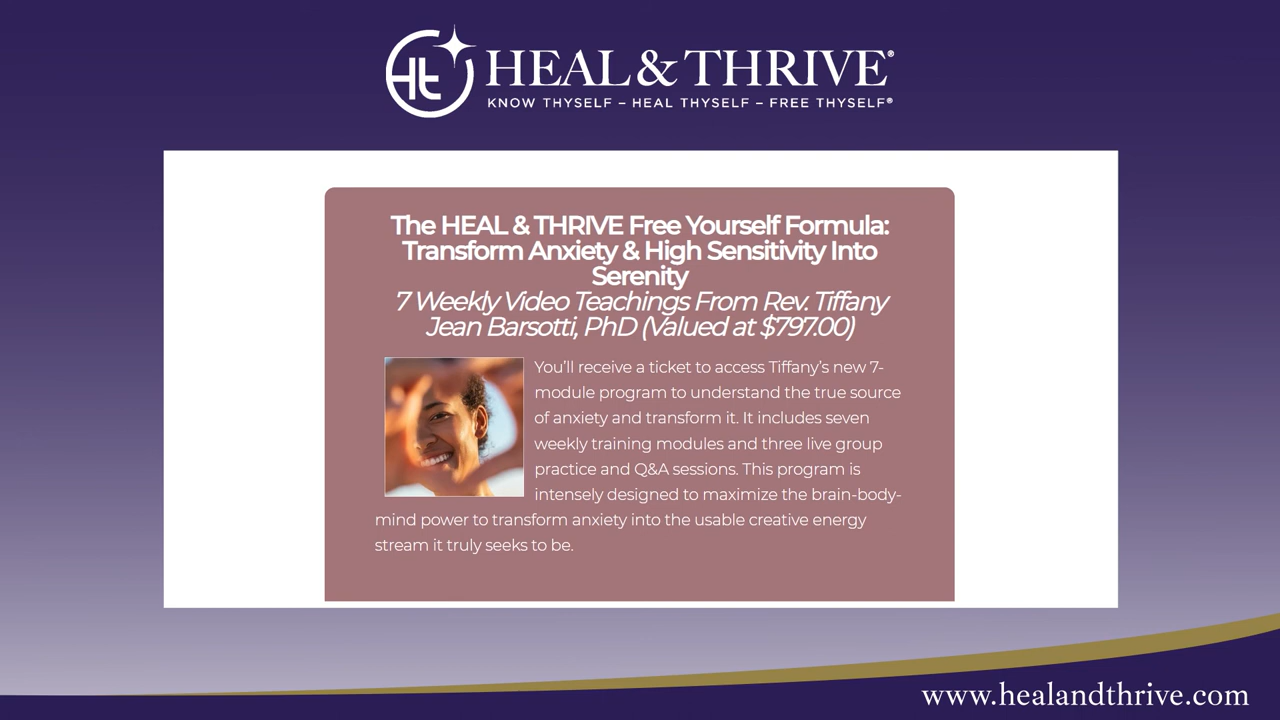 Ht HEAL & THRIVE®
KNOW THYSELF – HEAL THYSELF – FREE THYSELF®
The HEAL & THRIVE Free Yourself Formula:
Transform Anxiety & High Sensitivity Into
Serenity
7 Weekly Video Teachings From Rev. Tiffany
Jean Barsotti, PhD (Valued at $797.00)
You’ll receive a ticket to access Tiffany’s new 7-
module program to understand the true source
of anxiety and transform it. It includes seven
weekly training modules and three live group
practice and Q&A sessions. This program is
intensely designed to maximize the brain-body-
mind power to transform anxiety into the usable creative energy
stream it truly seeks to be.
www.healandthrive.com